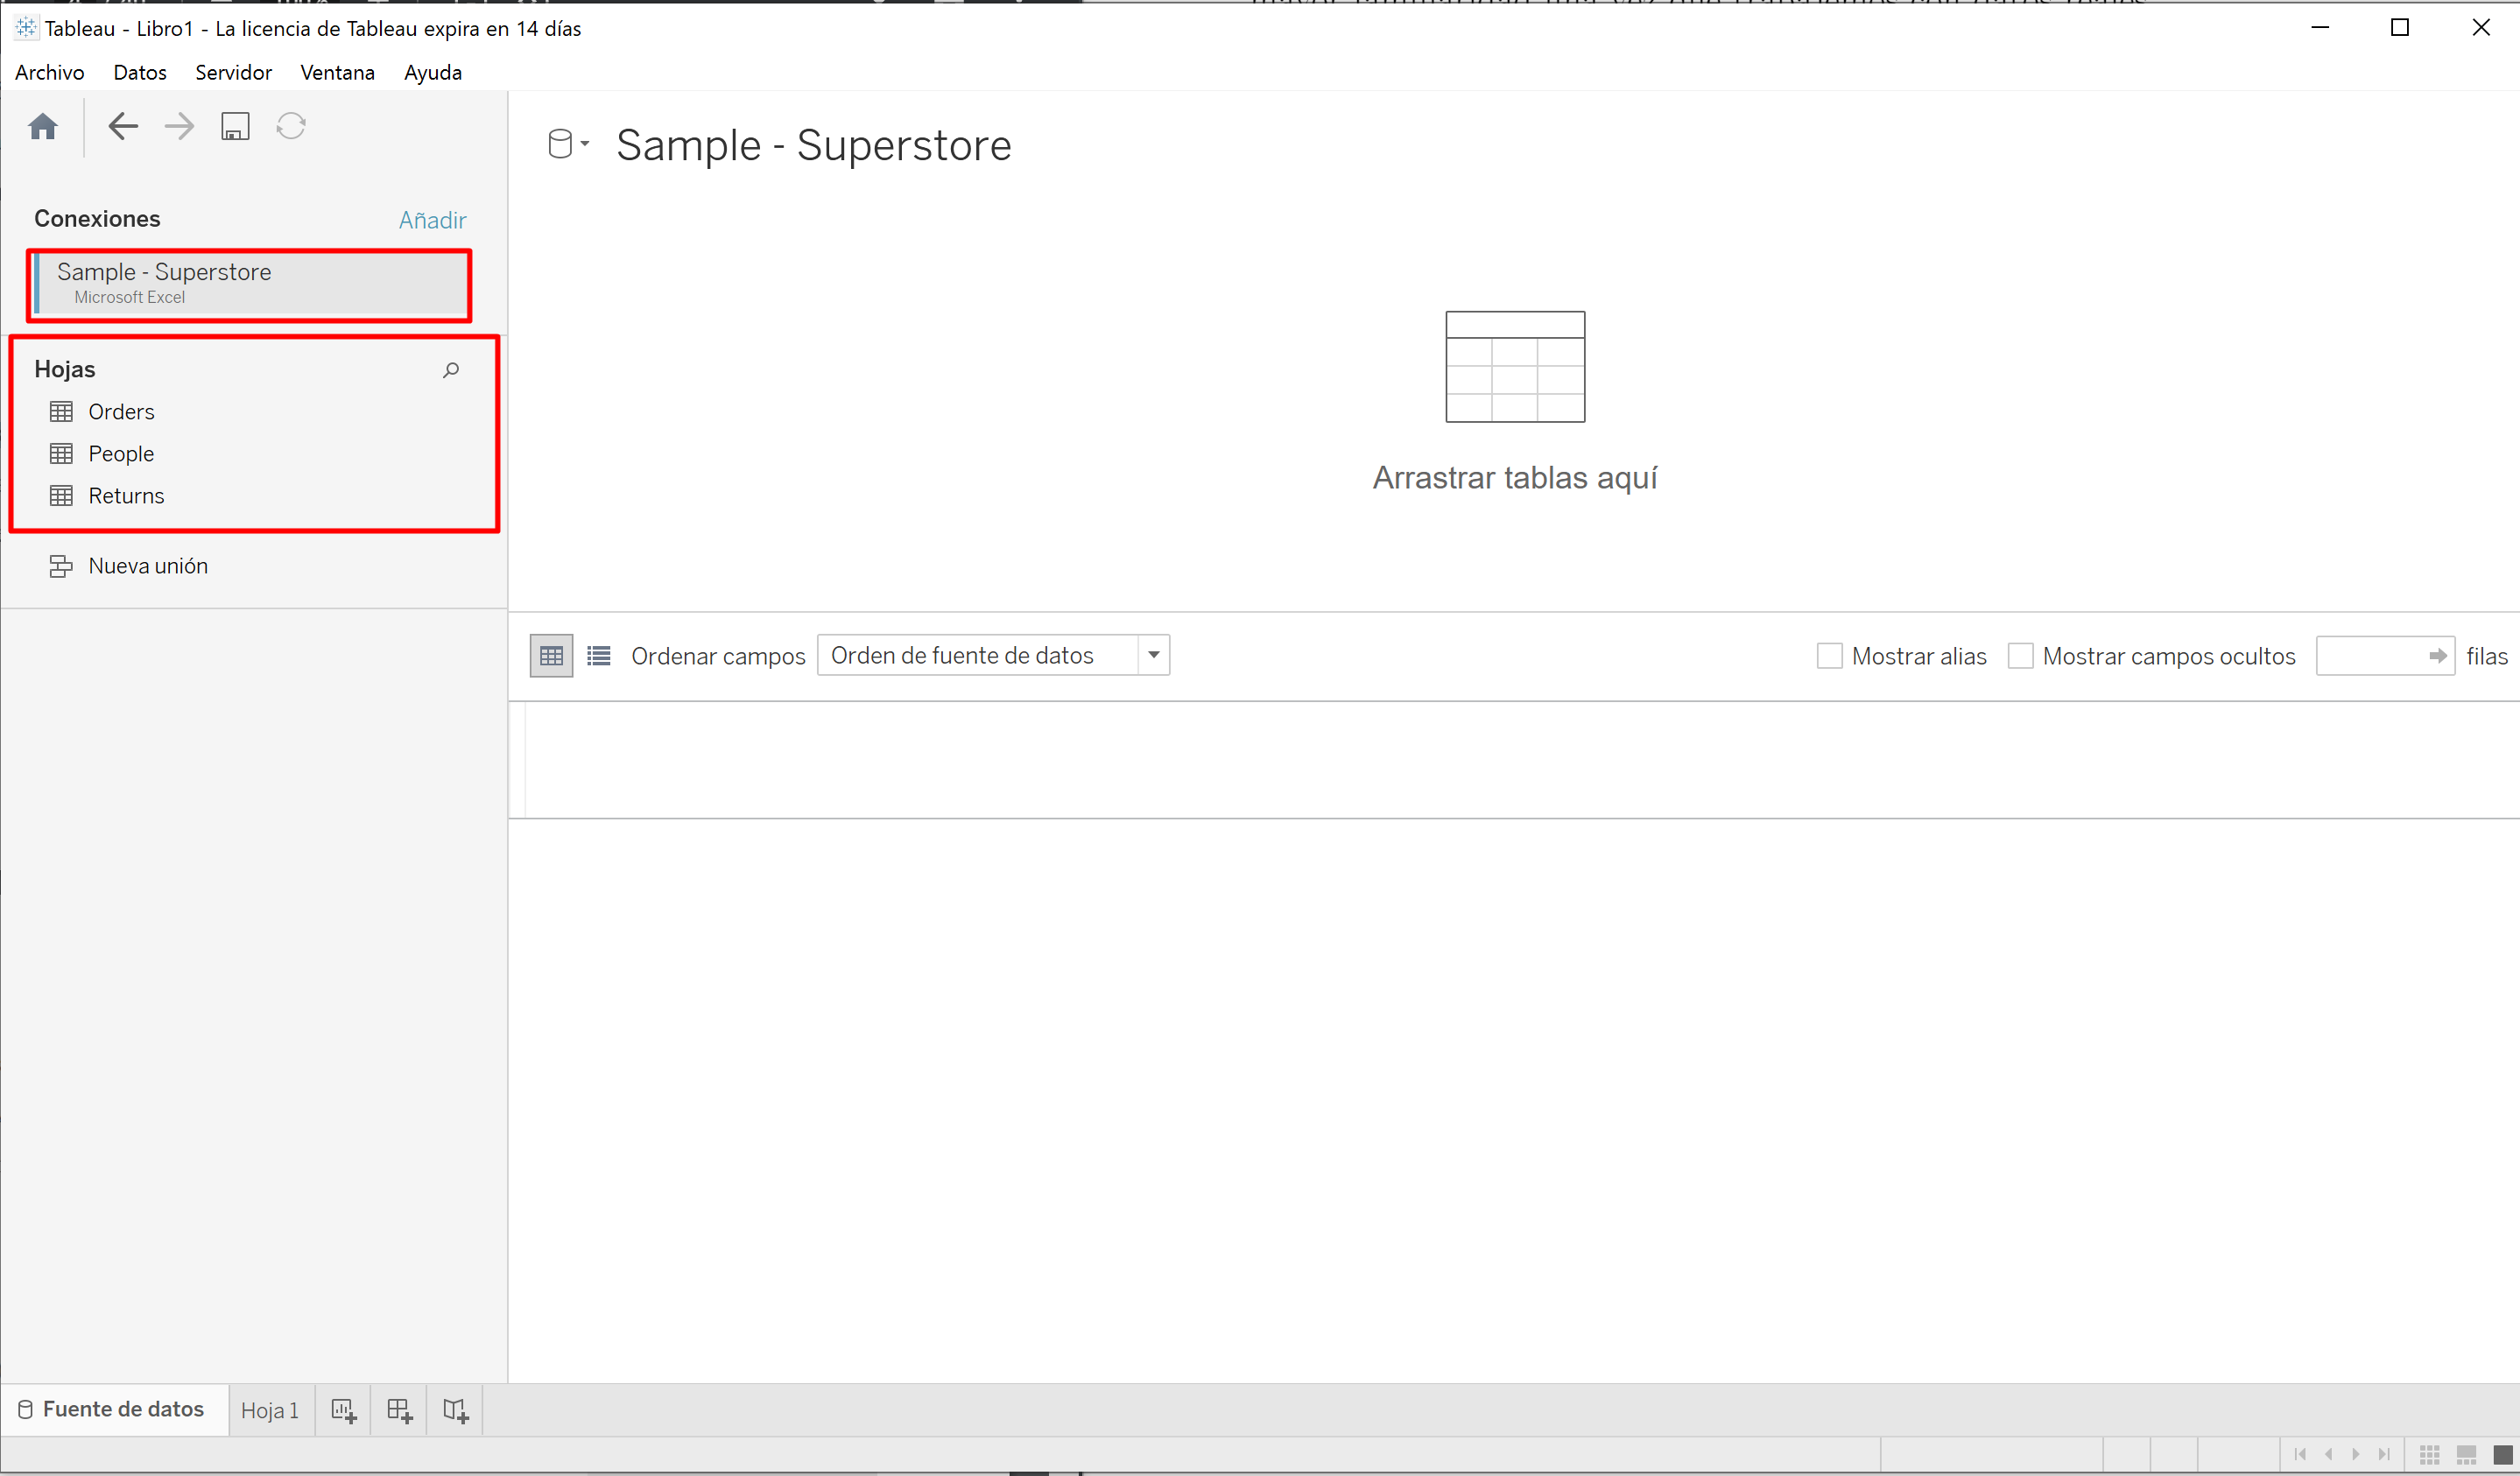 Tableau - Libro1 - La licencia de Tableau expira en 14 días
Archivo Datos Servidor Ventana Ayuda
Sample - Superstore
Conexiones Añadir
Sample - Superstore
Microsoft Excel
Hojas
Orders
People
Returns
Nueva unión
Arrastrar tablas aquí
Ordenar campos Orden de fuente de datos Mostrar alias Mostrar campos ocultos filas
Fuente de datos Hoja 1